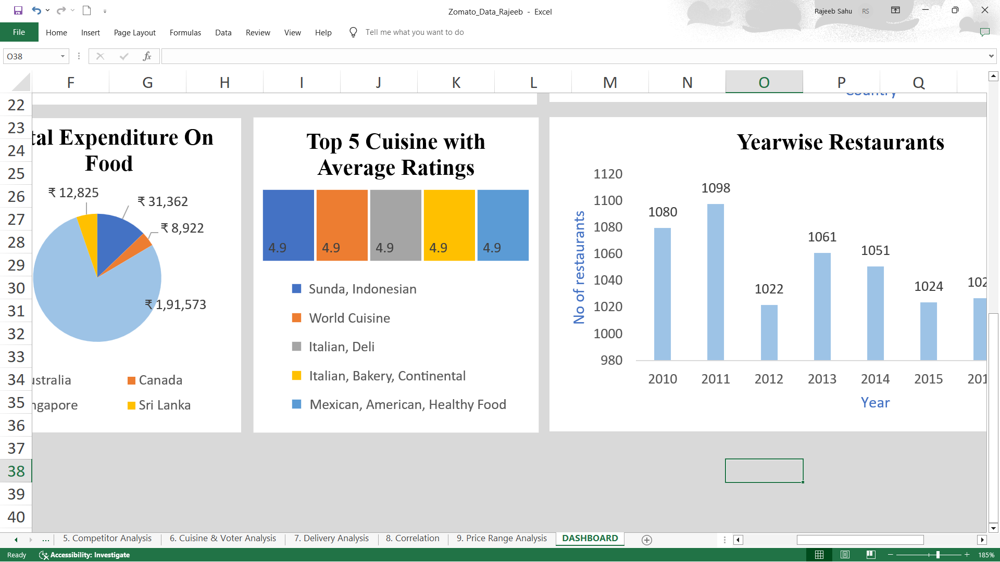 Zomato_Data_Rajeeb - Excel
Rajeeb Sahu RS
File Home Insert Page Layout Formulas Data Review View Help Tell me what you want to do
O38
fx
F G H I J K L M N O P Q
22
23
24
25
26
27
28
29
30
31
32
33
34
35
36
37
38
39
40
Country
tal Expenditure On
Food
₹ 12,825
₹ 31,362
₹ 8,922
₹ 1,91,573
ustralia
Canada
ngapore
Sri Lanka
Top 5 Cuisine with
Average Ratings
4.9 4.9 4.9 4.9 4.9
Sunda, Indonesian
World Cuisine
Italian, Deli
Italian, Bakery, Continental
Mexican, American, Healthy Food
Yearwise Restaurants
No of restaurants
1120
1100
1080
1060
1040
1020
1000
980
1080
1098
1022
1061
1051
1024
102
2010 2011 2012 2013 2014 2015 201
Year
... 5. Competitor Analysis 6. Cuisine & Voter Analysis 7. Delivery Analysis 8. Correlation 9. Price Range Analysis DASHBOARD
Ready Accessibility: Investigate
185%